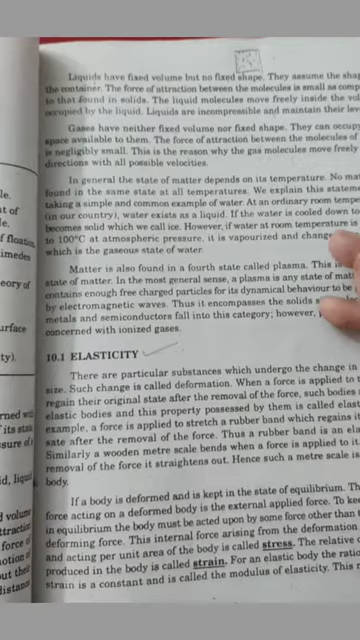 Liquids have fixed volume but no fixed shape. They assume the
the container. The force of attraction between the molecules is small as
to that found in solids. The liquid molecules move freely inside the
occupied by the liquid. Liquids are incompressible and maintain their
Gases have neither fixed volume nor fixed shape. They can occupy
space available to them. The force of attraction between the molecules of
is negligibly small. This is the reason why the gas molecules move freely
directions with all possible velocities.
In general the state of matter depends on its temperature. No
found in the same state at all temperatures. We explain this
taking a simple and common example of water. At an ordinary room
(in our country), water exists as a liquid. If the water is cooled down to
becomes solid which we call ice. However, if water at room temperature is
to 100°C at atmospheric pressure, it is vapourized and
which is the gaseous state of water.
Matter is also found in a fourth state called plasma. This is
state of matter. In the most general sense, a plasma is any state of
contains enough free charged particles for its dynamical behaviour to be
by electromagnetic waves. Thus it encompasses the solids
metals and semiconductors fall into this category; however,
concerned with ionized gases.
10.1 ELASTICITY
There are particular substances which undergo the change in
size. Such change is called deformation. When a force is applied to
regain their original state after the removal of the force, such bodies
elastic bodies and this property possessed by them is called
example, a force is applied to stretch a rubber band which regains
sate after the removal of the force. Thus a rubber band is an
Similarly a wooden metre scale bends when a force is applied to it.
removal of the force it straightens out. Hence such a metre scale is
body.
If a body is deformed and is kept in the state of equilibrium. The
force acting on a deformed body is the external applied force. To
in equilibrium the body must be acted upon by some force other than
deforming force. This internal force arising from the deformation
and acting per unit area of the body is called stress. The relative
produced in the body is called strain. For an elastic body the
strain is a constant and is called the modulus of elasticity. This